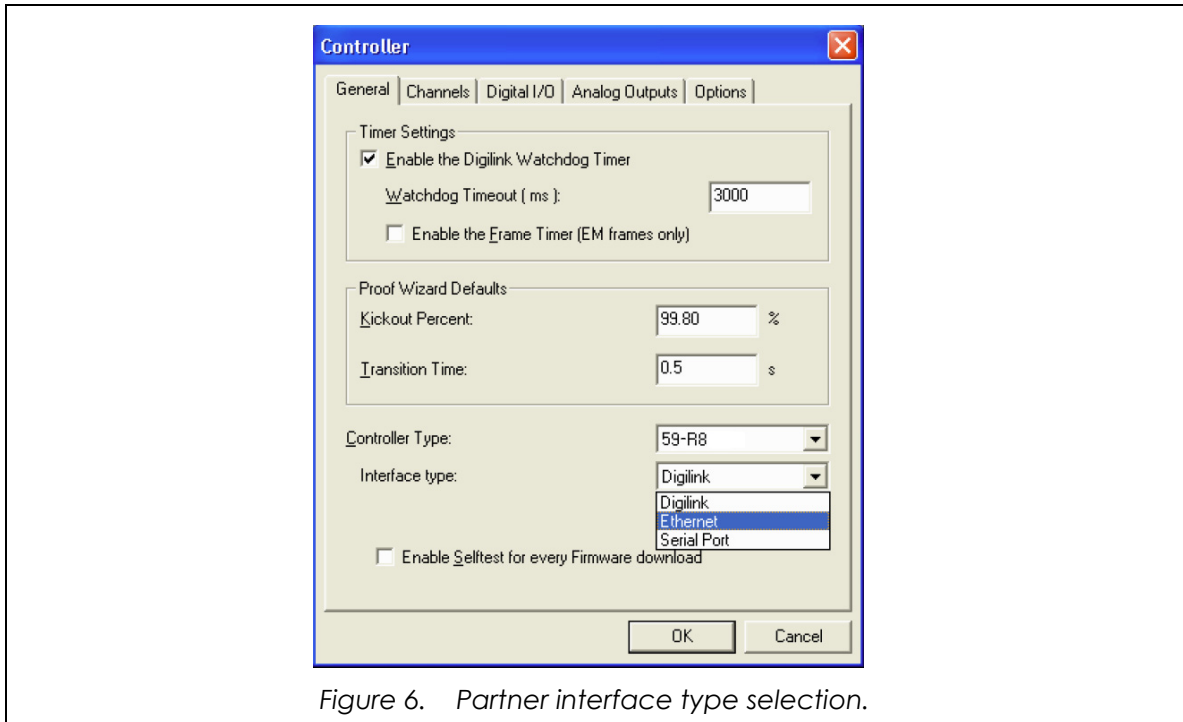 Controller
General Channels Digital I/O Analog Outputs Options
Timer Settings
Enable the Digilink Watchdog Timer
Watchdog Timeout ( ms ): 3000
Enable the Frame Timer (EM frames only)
Proof Wizard Defaults
Kickout Percent: 99.80 %
Transition Time: 0.5 s
Controller Type: 59-R8
Interface type: Digilink
Digilink
Ethernet
Serial Port
Enable Selftest for every Firmware download
OK Cancel
Figure 6. Partner interface type selection.